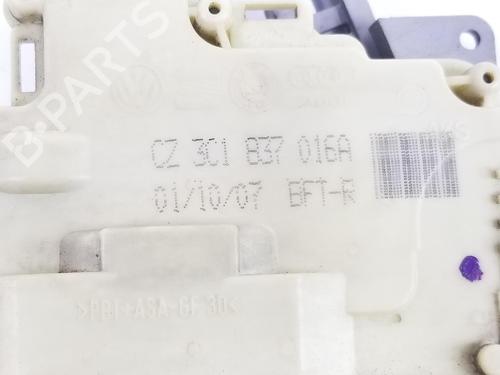 B-PARTS
CZ 3C1 837 016A
01/10/07 BFT-R
>PBT+ASA-GF 30<